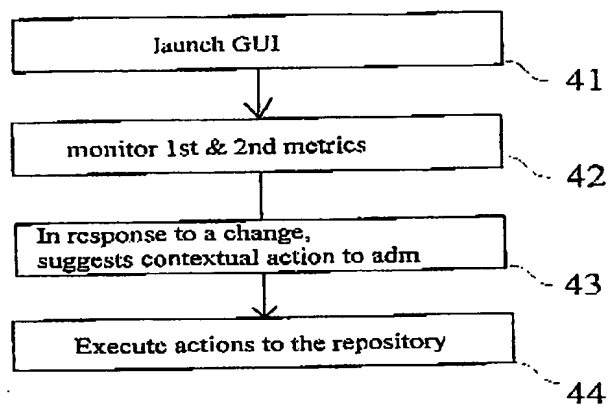 launch GUI
41
monitor 1st & 2nd metrics
42
In response to a change,
suggests contextual action to adm
43
Execute actions to the repository
44